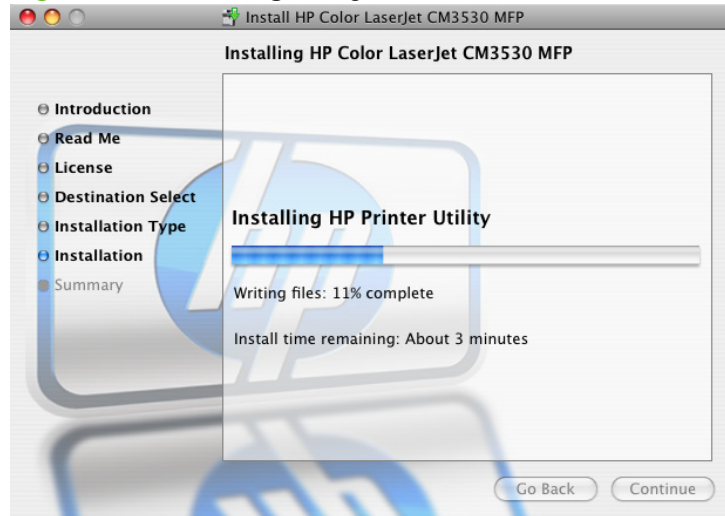 Install HP Color LaserJet CM3530 MFP
Installing HP Color LaserJet CM3530 MFP
Introduction
Read Me
License
Destination Select
Installation Type
Installation
Summary
Installing HP Printer Utility
Writing files: 11% complete
Install time remaining: About 3 minutes
Go Back
Continue